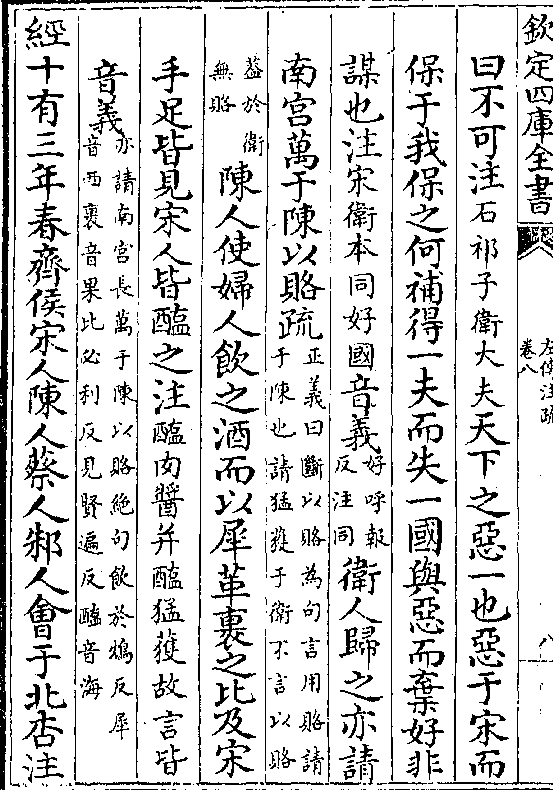 欽定四庫全書
左傳注疏
卷八
八
曰不可注石祁子衛大夫天下之惡一也惡于宋而
保于我保之何補得一夫而失一國與惡而棄好非
謀也注宋衛本同好國音義好呼報反注同衛人歸之亦請
南宮萬于陳以賂疏正義曰斷以賂為句言用賂請于陳也請猛獲于衛不言以賂
蓋於衛無賂陳人使婦人飲之酒而以犀革裹之比及宋
手足皆見宋人皆醢之注醢肉醬并醢猛獲故言皆
音義亦請南宮長萬于陳以賂絶句飲於鴆反犀音西裹音果比必利反見賢遍反醢音海
經十有三年春齊侯宋人陳人蔡人邾人會于北杏注